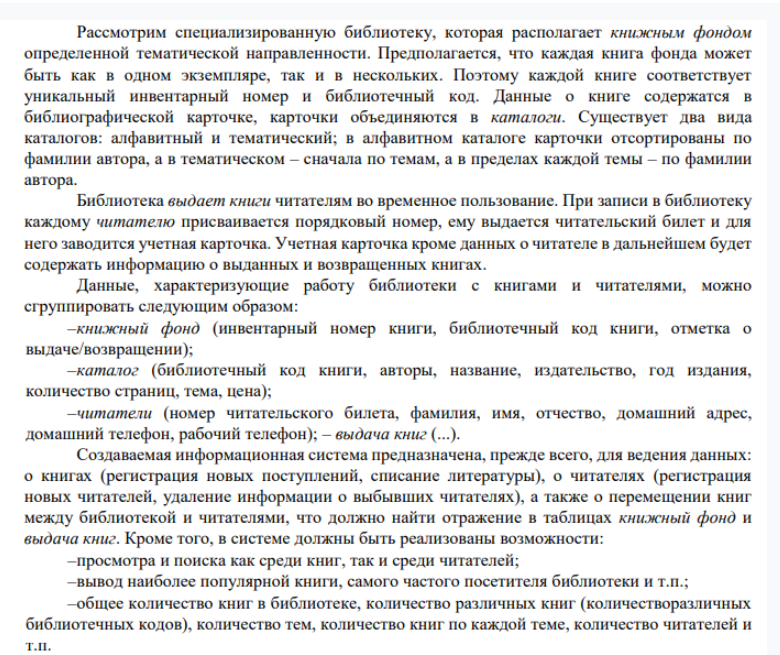 Рассмотрим специализированную библиотеку, которая располагает книжным фондом
определенной тематической направленности. Предполагается, что каждая книга фонда может
быть как в одном экземпляре, так и в нескольких. Поэтому каждой книге соответствует
уникальный инвентарный номер и библиотечный код. Данные о книге содержатся в
библиографической карточке, карточки объединяются в каталоги. Существует два вида
каталогов: алфавитный и тематический; в алфавитном каталоге карточки отсортированы по
фамилии автора, а в тематическом – сначала по темам, а в пределах каждой темы – по фамилии
автора.
Библиотека выдает книги читателям во временное пользование. При записи в библиотеку
каждому читателю присваивается порядковый номер, ему выдается читательский билет и для
него заводится учетная карточка. Учетная карточка кроме данных о читателе в дальнейшем будет
содержать информацию о выданных и возвращенных книгах.
Данные, характеризующие работу библиотеки с книгами и читателями, можно
сгруппировать следующим образом:
–книжный фонд (инвентарный номер книги, библиотечный код книги, отметка о
выдаче/возвращении);
–каталог (библиотечный код книги, авторы, название, издательство, год издания,
количество страниц, тема, цена);
–читатели (номер читательского билета, фамилия, имя, отчество, домашний адрес,
домашний телефон, рабочий телефон); – выдача книг (...).
Создаваемая информационная система предназначена, прежде всего, для ведения данных:
о книгах (регистрация новых поступлений, списание литературы), о читателях (регистрация
новых читателей, удаление информации о выбывших читателях), а также о перемещении книг
между библиотекой и читателями, что должно найти отражение в таблицах книжный фонд и
выдача книг. Кроме того, в системе должны быть реализованы возможности:
–просмотра и поиска как среди книг, так и среди читателей;
–вывод наиболее популярной книги, самого частого посетителя библиотеки и т.п.;
–общее количество книг в библиотеке, количество различных книг (количестворазличных
библиотечных кодов), количество тем, количество книг по каждой теме, количество читателей и
т.п.